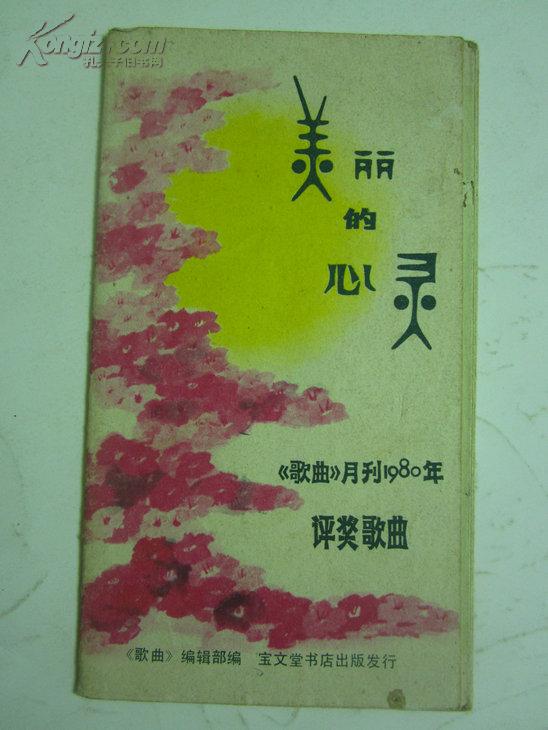 Kongfz.com
孔夫子旧书网
美丽
的
心灵
《歌曲》月刊1980年
评奖歌曲
《歌曲》编辑部编 宝文堂书店出版发行